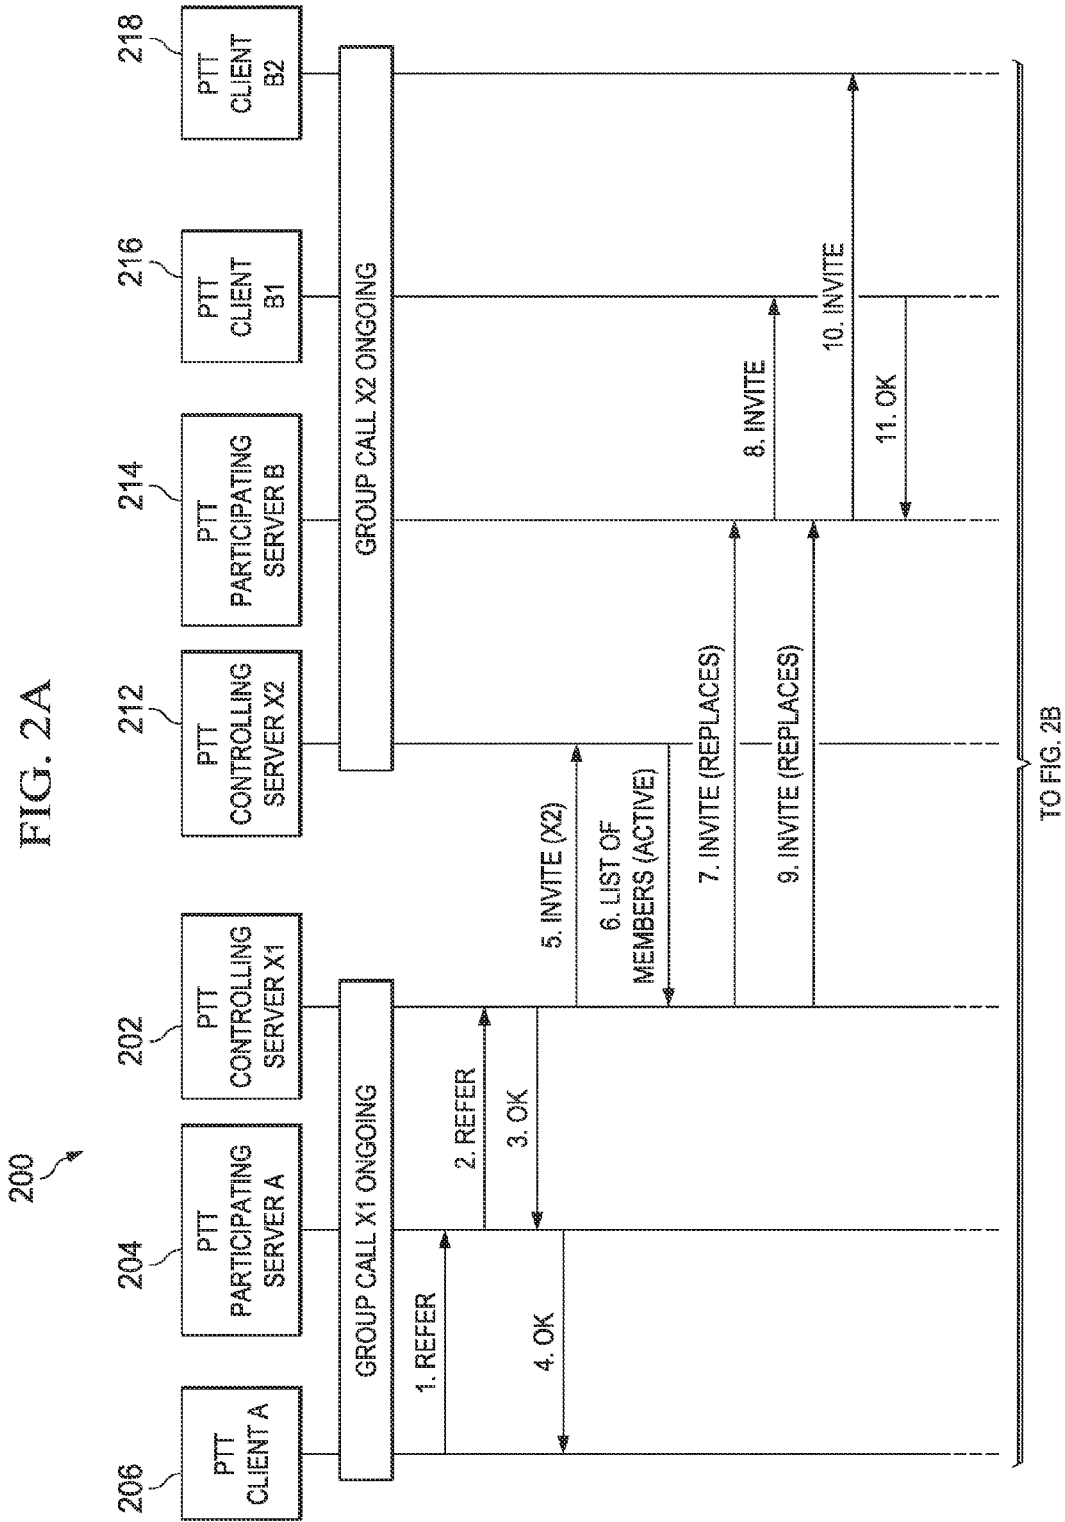 FIG. 2A
200
206
204
202
212
214
216
218
PTT
CLIENT A
PTT
PARTICIPATING
SERVER A
PTT
CONTROLLING
SERVER X1
PTT
CONTROLLING
SERVER X2
PTT
PARTICIPATING
SERVER B
PTT
CLIENT
B1
PTT
CLIENT
B2
GROUP CALL X1 ONGOING
GROUP CALL X2 ONGOING
1. REFER
2. REFER
3. OK
4. OK
5. INVITE (X2)
6. LIST OF
MEMBERS (ACTIVE)
7. INVITE (REPLACES)
8. INVITE
9. INVITE (REPLACES)
10. INVITE
11. OK
TO FIG. 2B